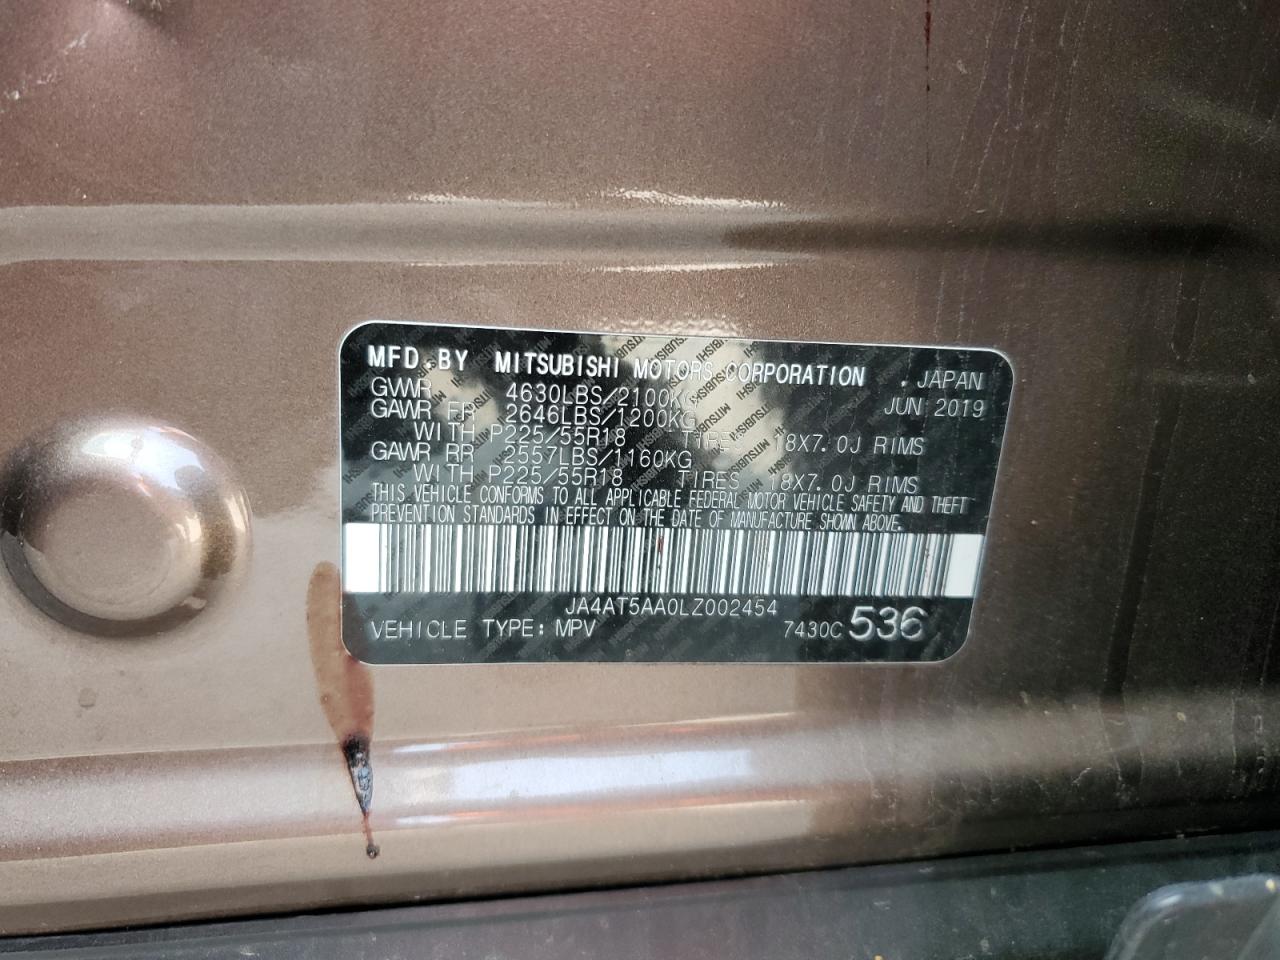 MFD BY MITSUBISHI MOTORS CORPORATION . JAPAN
GVWR 4630LBS/2100KG JUN 2019
GAWR FR 2646LBS/1200KG
WITH P225/55R18 TIRES 18X7.0J RIMS
GAWR RR 2557LBS/1160KG
WITH P225/55R18 TIRES 18X7.0J RIMS
THIS VEHICLE CONFORMS TO ALL APPLICABLE FEDERAL MOTOR VEHICLE SAFETY AND THEFT
PREVENTION STANDARDS IN EFFECT ON THE DATE OF MANUFACTURE SHOWN ABOVE.
JA4AT5AA0LZ002454
VEHICLE TYPE: MPV 7430C 536